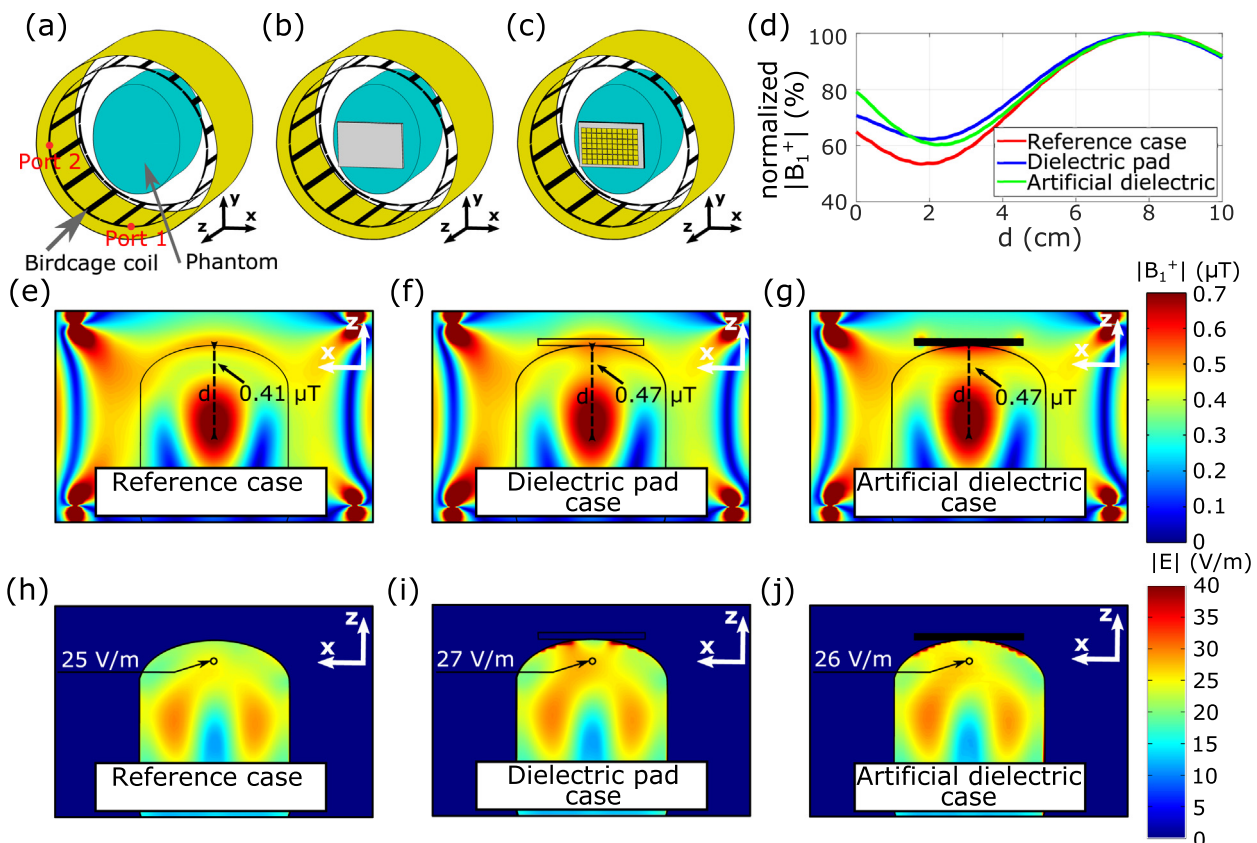 (a)
(b)
(c)
(d)
Port 2
Port 1
Birdcage coil
Phantom
y
x
z
y
x
z
y
x
z
normalized
|B₁⁺| (%)
100
80
60
40
0
2
4
6
8
10
d (cm)
Reference case
Dielectric pad
Artificial dielectric
(e)
(f)
(g)
|B₁⁺| (µT)
z
x
d
0.41 µT
Reference case
z
x
d
0.47 µT
Dielectric pad
case
z
x
d
0.47 µT
Artificial dielectric
case
0.7
0.6
0.5
0.4
0.3
0.2
0.1
0
(h)
(i)
(j)
|E| (V/m)
z
x
25 V/m
Reference case
z
x
27 V/m
Dielectric pad
case
z
x
26 V/m
Artificial dielectric
case
40
35
30
25
20
15
10
5
0